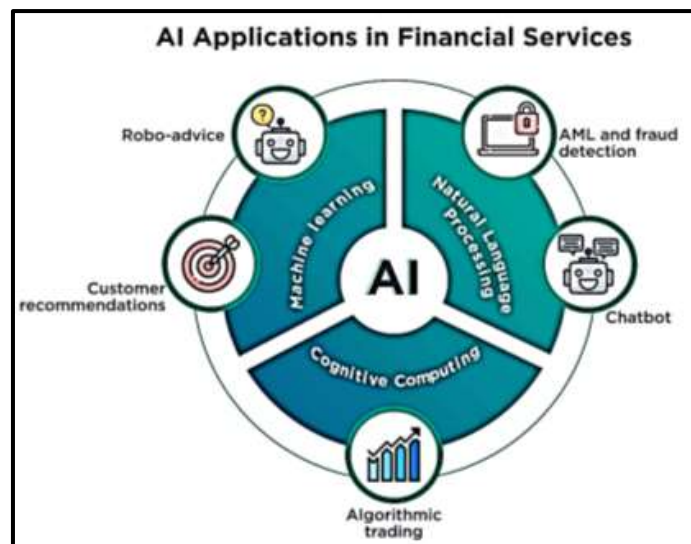 AI Applications in Financial Services
Robo-advice
?
AML and fraud
detection
Machine learning
Natural Language
Processing
AI
Customer
recommendations
Chatbot
Cognitive Computing
Algorithmic
trading